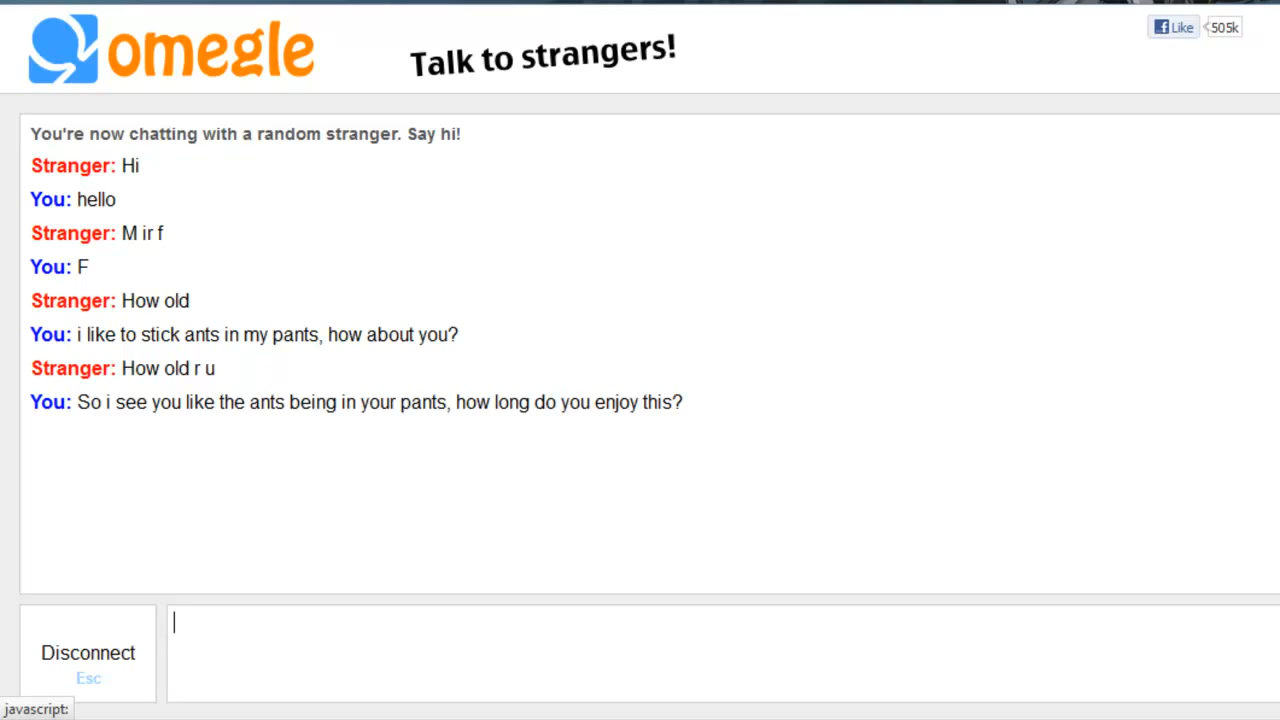 omegle
Talk to strangers!
Like
505k
You're now chatting with a random stranger. Say hi!
Stranger: Hi
You: hello
Stranger: M ir f
You: F
Stranger: How old
You: i like to stick ants in my pants, how about you?
Stranger: How old r u
You: So i see you like the ants being in your pants, how long do you enjoy this?
Disconnect
Esc
javascript: